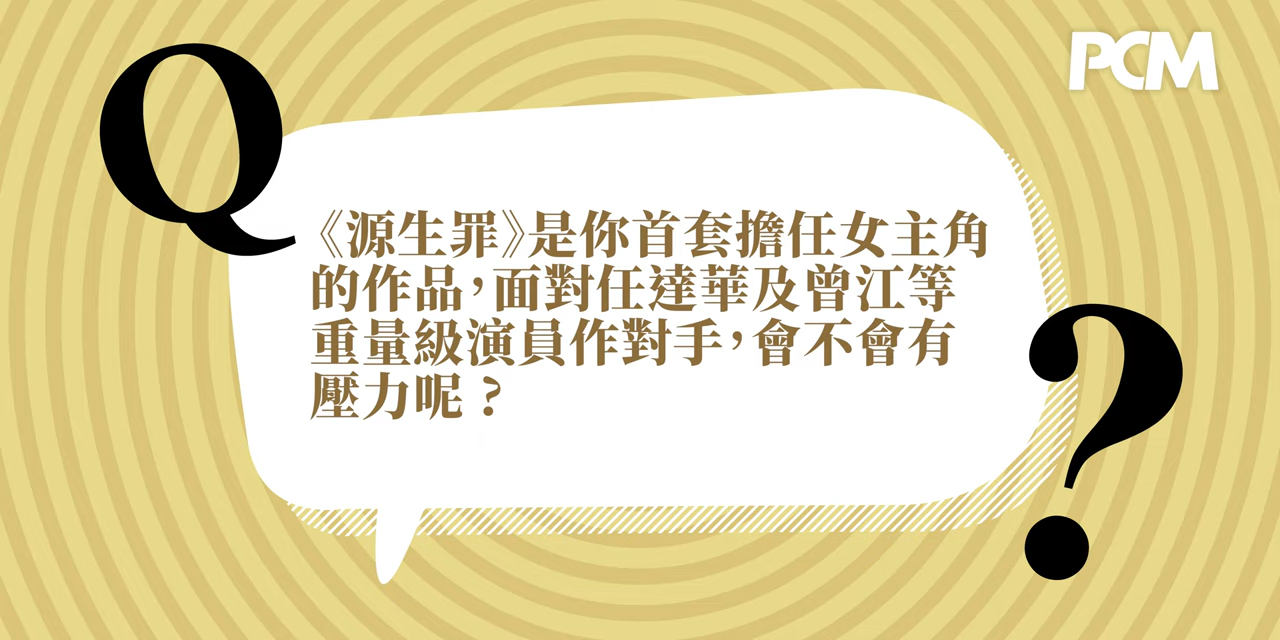 PCM
Q
《源生罪》是你首套擔任女主角
的作品，面對任達華及曾江等
重量級演員作對手，會不會有
壓力呢？
?